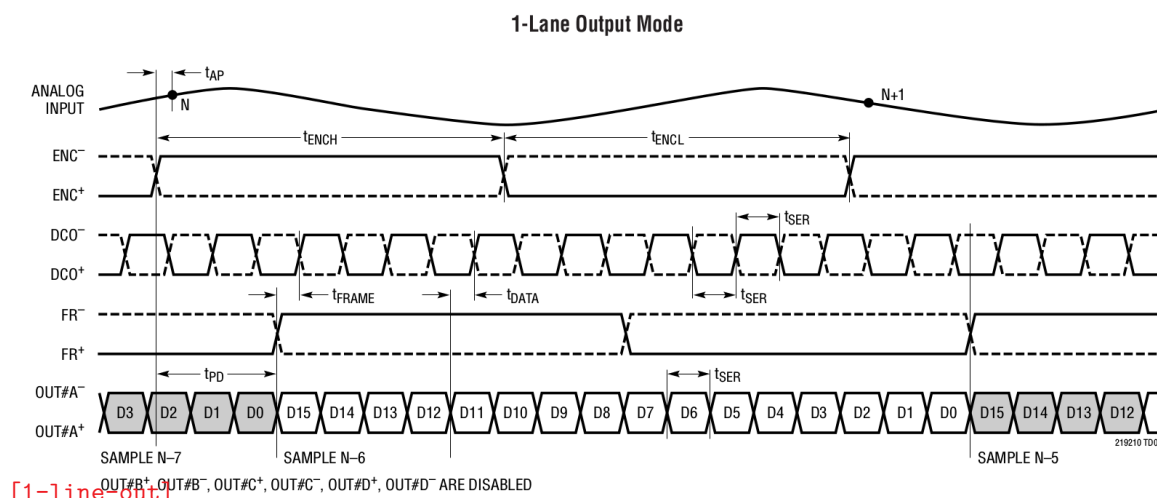 1-Lane Output Mode
tAP
ANALOG
INPUT
N
N+1
tENCH
tENCL
ENC–
ENC+
tSER
DCO–
DCO+
tFRAME
tDATA
tSER
FR–
FR+
tPD
tSER
OUT#A–
OUT#A+
D3 D2 D1 D0 D15 D14 D13 D12 D11 D10 D9 D8 D7 D6 D5 D4 D3 D2 D1 D0 D15 D14 D13 D12
219210 TD0
SAMPLE N–7
SAMPLE N–6
SAMPLE N–5
OUT#B+, OUT#B–, OUT#C+, OUT#C–, OUT#D+, OUT#D– ARE DISABLED
[1-line-out]